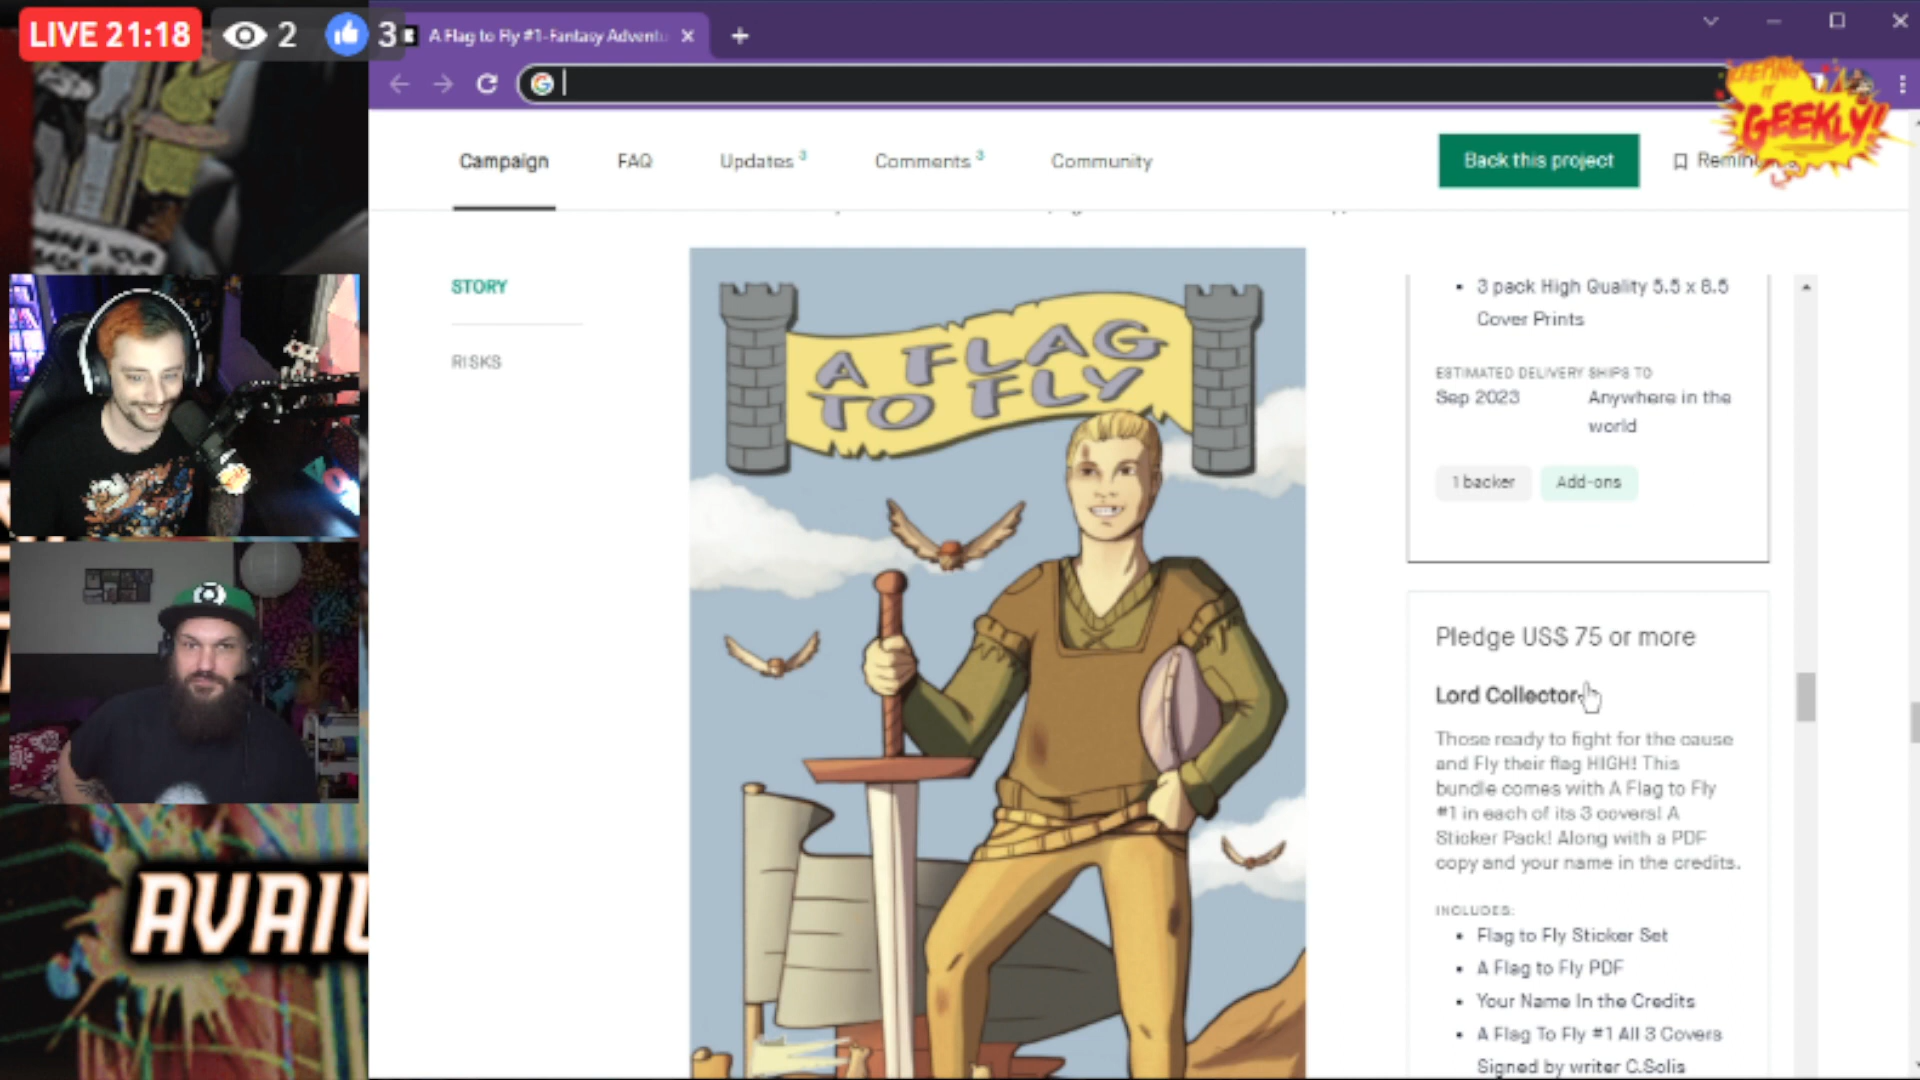 LIVE 21:18
2
3
A Flag to Fly #1-Fantasy Advent
KEEPING
IT
GEEKLY!
Campaign
FAQ
Updates 3
Comments 3
Community
Back this project
Remin
STORY
RISKS
A FLAG
TO FLY
3 pack High Quality 5.5 x 8.5
Cover Prints
ESTIMATED DELIVERY
SHIPS TO
Sep 2023
Anywhere in the
world
1 backer
Add-ons
Pledge US$ 75 or more
Lord Collector
Those ready to fight for the cause
and Fly their flag HIGH! This
bundle comes with A Flag to Fly
#1 in each of its 3 covers! A
Sticker Pack! Along with a PDF
copy and your name in the credits.
INCLUDES:
Flag to Fly Sticker Set
A Flag to Fly PDF
Your Name In the Credits
A Flag To Fly #1 All 3 Covers
Signed by writer C.Solis
AVAIL